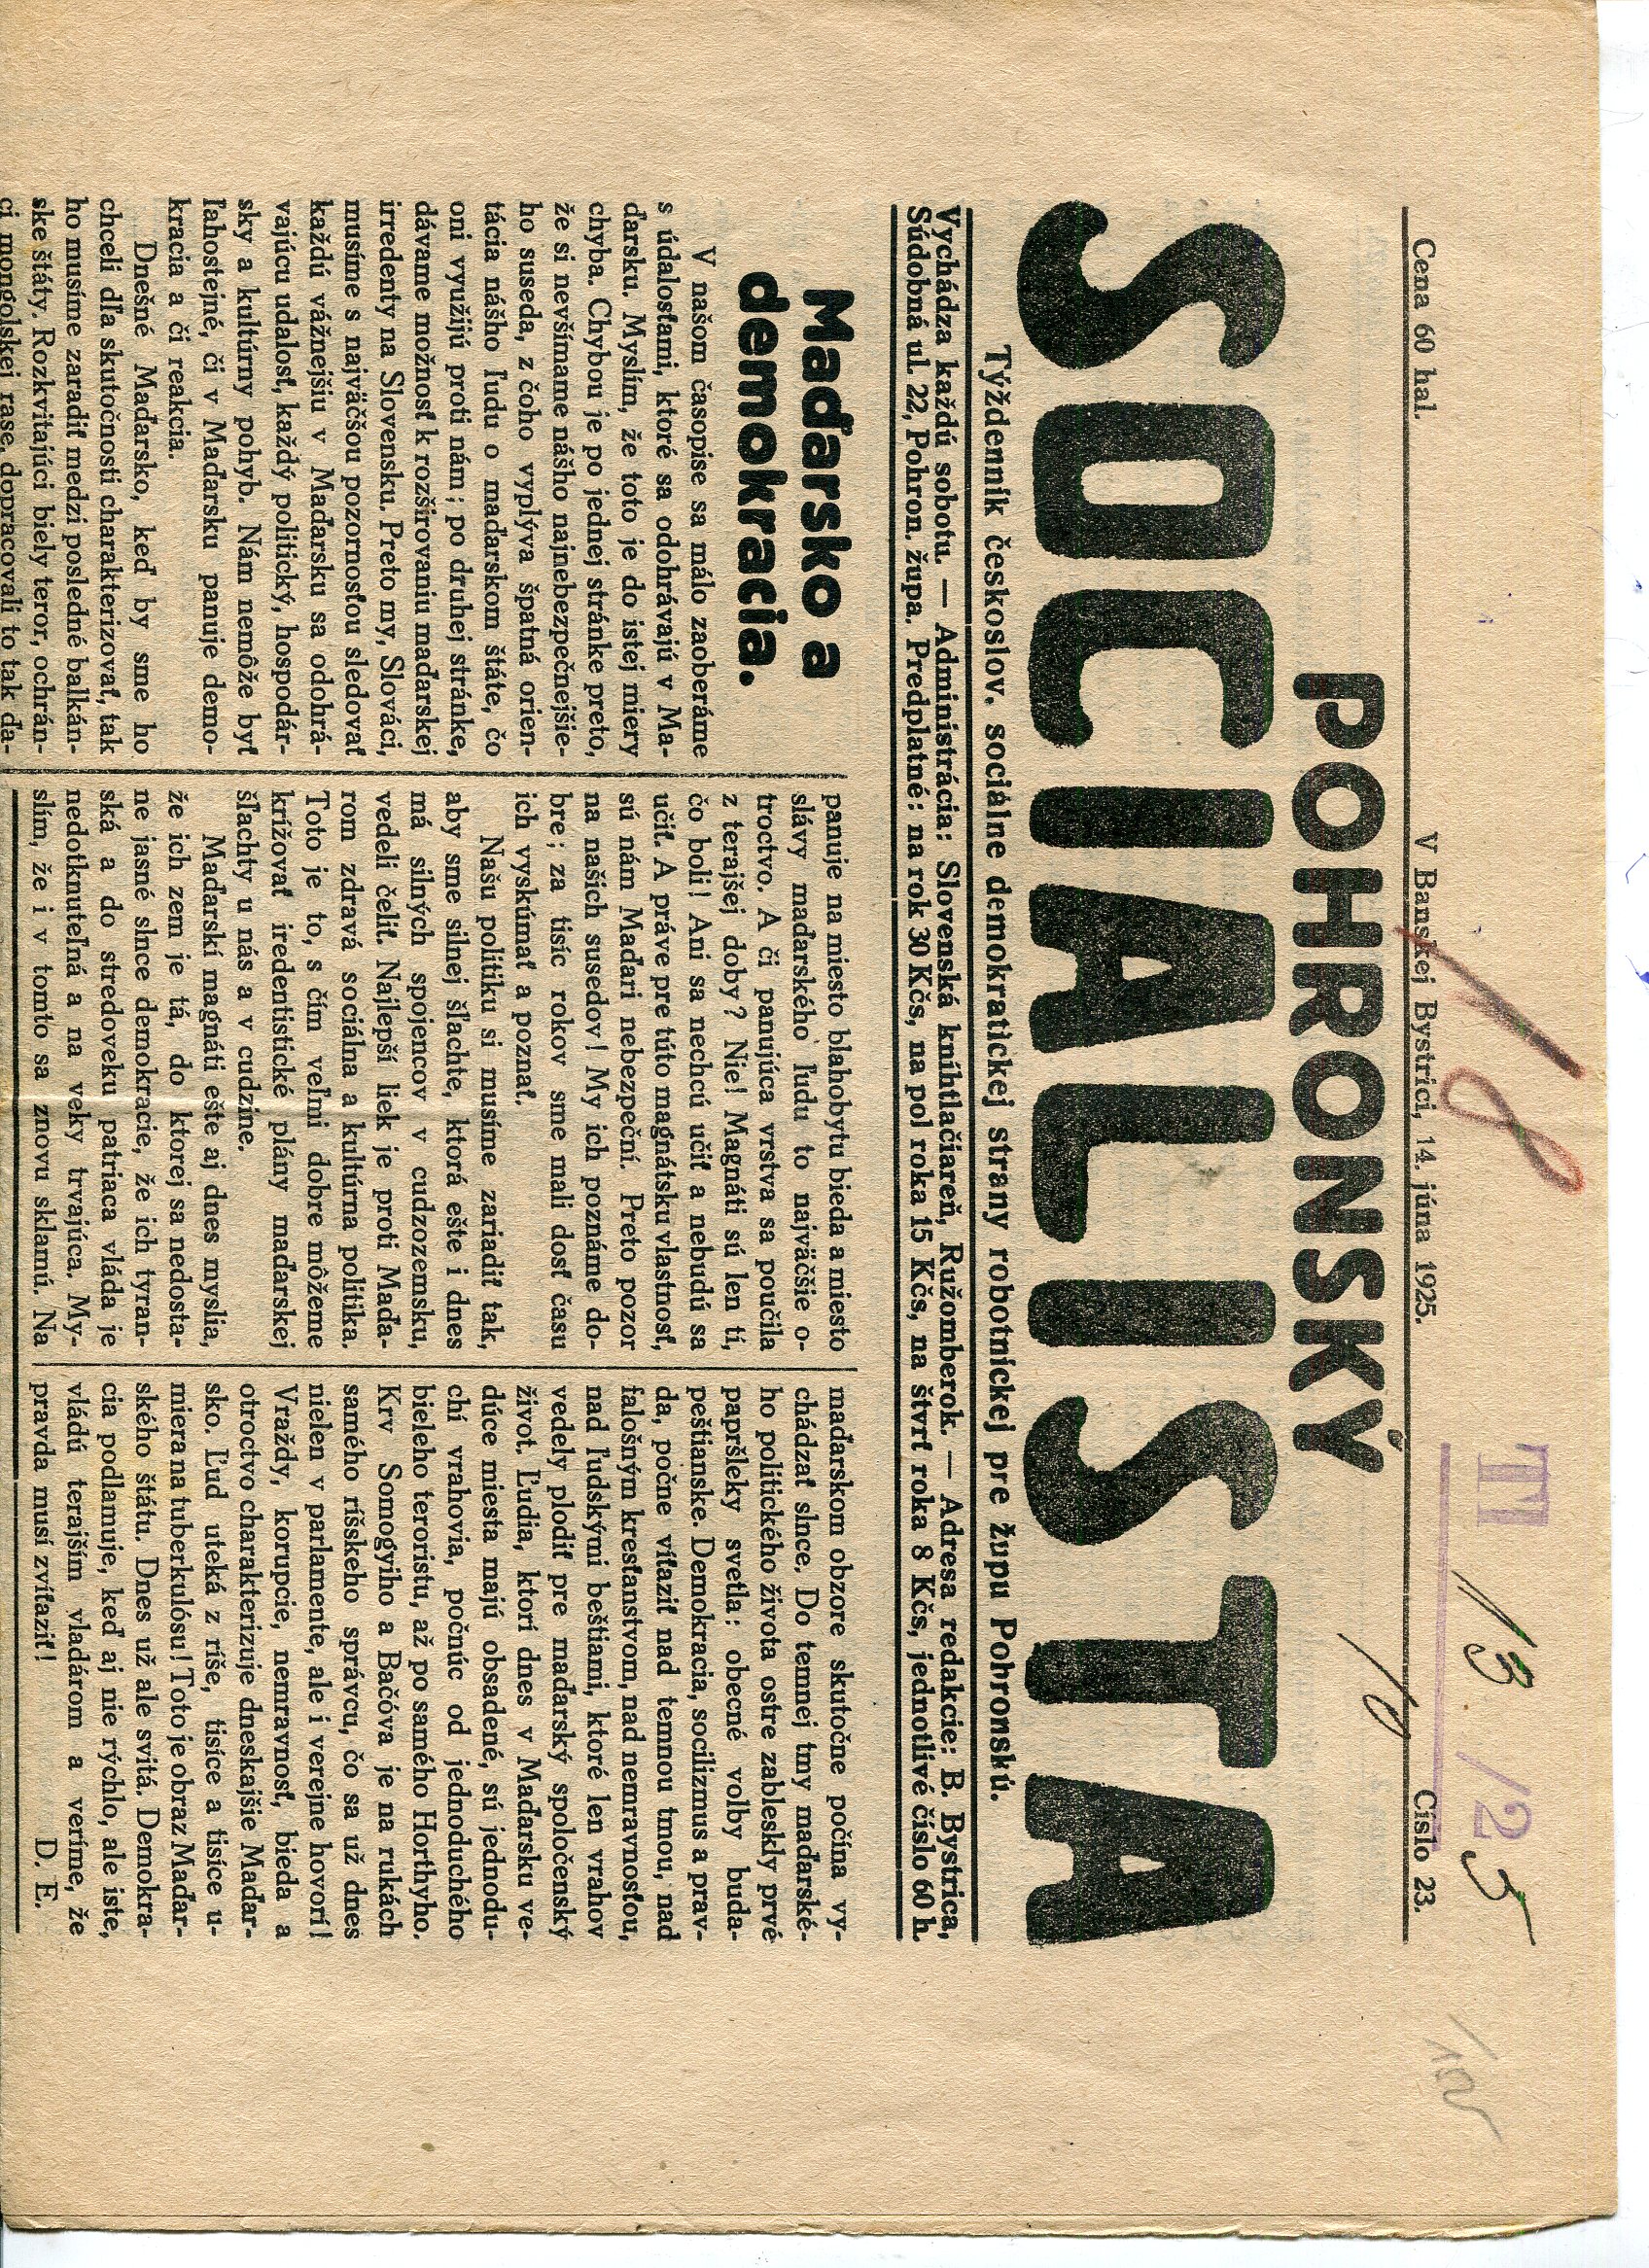 18
TI 13/25
10
Cena 60 hal.
V Banskej Bystrici, 14. júna 1925.
Číslo 23.
POHRONSKÝ
SOCIALISTA
Týždenník českoslov. sociálne demokratickej strany robotníckej pre župu Pohronskú.
Vychádza každú sobotu. — Administrácia: Slovenská kníhtlačiareň, Ružomberok. — Adresa redakcie: B. Bystrica,
Súdobná ul. 22, Pohron. župa. Predplatné: na rok 30 Kčs, na pol roka 15 Kčs, na štvrť roka 8 Kčs, jednotlivé číslo 60 h.
Maďarsko a
demokracia.
V našom časopise sa málo zaoberáme
s údalosťami, ktoré sa odohrávajú v Ma-
ďarsku. Myslím, že toto je do istej miery
chyba. Chybou je po jednej stránke preto,
že si nevšímame nášho najnebezpečnejšie-
ho suseda, z čoho vyplýva špatná orien-
tácia nášho ľudu o maďarskom štáte, čo
oni využijú proti nám; po druhej stránke,
dávame možnosť k rozširovaniu maďarskej
irredenty na Slovensku. Preto my, Slováci,
musíme s najväčšou pozornosťou sledovať
každú vážnejšiu v Maďarsku sa odohrá-
vajúcu udalosť, každý politický, hospodár-
sky a kultúrny pohyb. Nám nemôže byť
ľahostejné, či v Maďarsku panuje demo-
kracia a či reakcia.
Dnešné Maďarsko, keď by sme ho
chceli dľa skutočnosti charakterizovať, tak
ho musíme zaradiť medzi posledné balkán-
ske štáty. Rozkvitajúci biely teror, ochrán-
ci mongolskej rase, dopracovali to tak ďa-
panuje na miesto blahobytu bieda a miesto
slávy maďarského ľudu to najväčšie o-
troctvo. A či panujúca vrstva sa poučila
z terajšej doby? Nie! Magnáti sú len tí,
čo boli! Ani sa nechcú učiť a nebudú sa
učiť. A práve pre túto magnátsku vlastnosť,
sú nám Maďari nebezpeční. Preto pozor
na našich susedov! My ich poznáme do-
bre; za tisíc rokov sme mali dosť času
ich vyskúmať a poznať.
Našu politiku si musíme zariadiť tak,
aby sme silnej šľachte, ktorá ešte i dnes
má silných spojencov v cudzozemsku,
vedeli čeliť. Najlepší liek je proti Maďa-
rom zdravá sociálna a kultúrna politika.
Toto je to, s čím veľmi dobre môžeme
križovať iredentistické plány maďarskej
šľachty u nás a v cudzine.
Maďarskí magnáti ešte aj dnes myslia,
že ich zem je tá, do ktorej sa nedosta-
ne jasné slnce demokracie, že ich tyran-
ská a do stredoveku patriaca vláda je
nedotknuteľná a na veky trvajúca. My-
slím, že i v tomto sa znovu sklamú. Na
maďarskom obzore skutočne počína vy-
chádzať slnce. Do temnej tmy maďarské-
ho politického života ostre zableskly prvé
papršleky svetla; obecné volby buda-
peštianske. Demokracia, socilizmus a prav-
da, počne víťaziť nad temnou tmou, nad
falošným kresťanstvom, nad nemravnosťou,
nad ľudskými beštiami, ktoré len vrahov
vedely plodiť pre maďarský spoločenský
život. Ľudia, ktorí dnes v Maďarsku ve-
dúce miesta majú obsadené, sú jednodu-
chí vrahovia, počnúc od jednoduchého
bieleho teroristu, až po samého Horthyho.
Krv Somogyiho a Bačóva je na rukách
samého ríšskeho správcu, čo sa už dnes
nielen v parlamente, ale i verejne hovorí!
Vraždy, korupcie, nemravnosť, bieda a
otroctvo charakterizuje dneskajšie Maďar-
sko. Ľud uteká z ríše, tisíce a tisíce u-
miera na tuberkulósu! Toto je obraz Maďar-
ského štátu. Dnes už ale svitá. Demokra-
cia podlamuje, keď aj nie rýchlo, ale iste,
vládú terajším vladárom a veríme, že
pravda musí zvíťaziť! D. E.